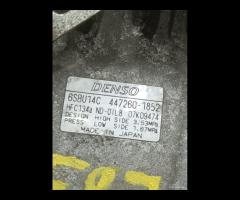 DENSO
6SBU14C 447260-1852
HFC134a ND-OIL8 07K09474
DESIGN HIGH SIDE 3.53MPa
PRESS. LOW SIDE 1.67MPa
MADE IN JAPAN